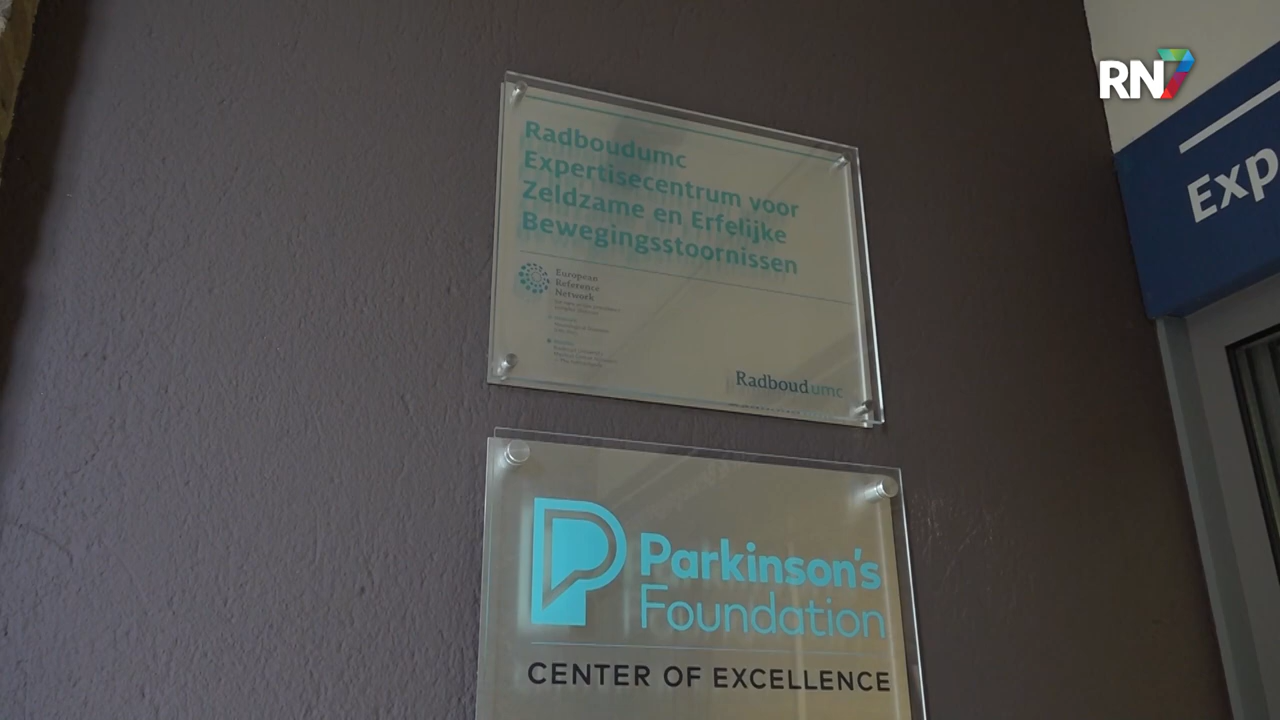 RN7
Exp
Radboudumc
Expertisecentrum voor
Zeldzame en Erfelijke
Bewegingsstoornissen
European
Reference
Network
Radboudumc
Parkinson's
Foundation
CENTER OF EXCELLENCE